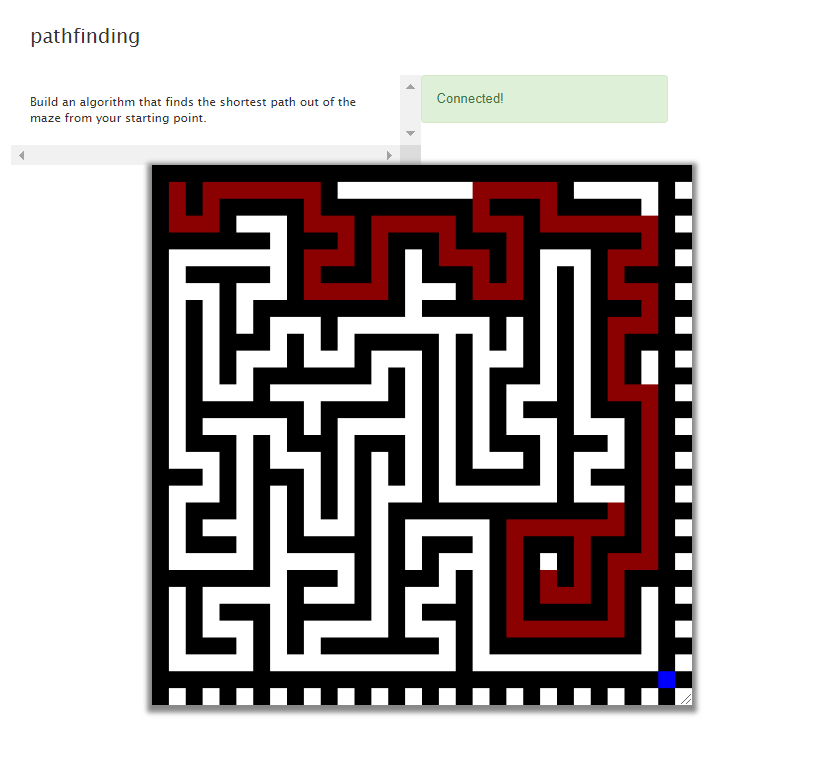 pathfinding
Build an algorithm that finds the shortest path out of the
maze from your starting point.
Connected!